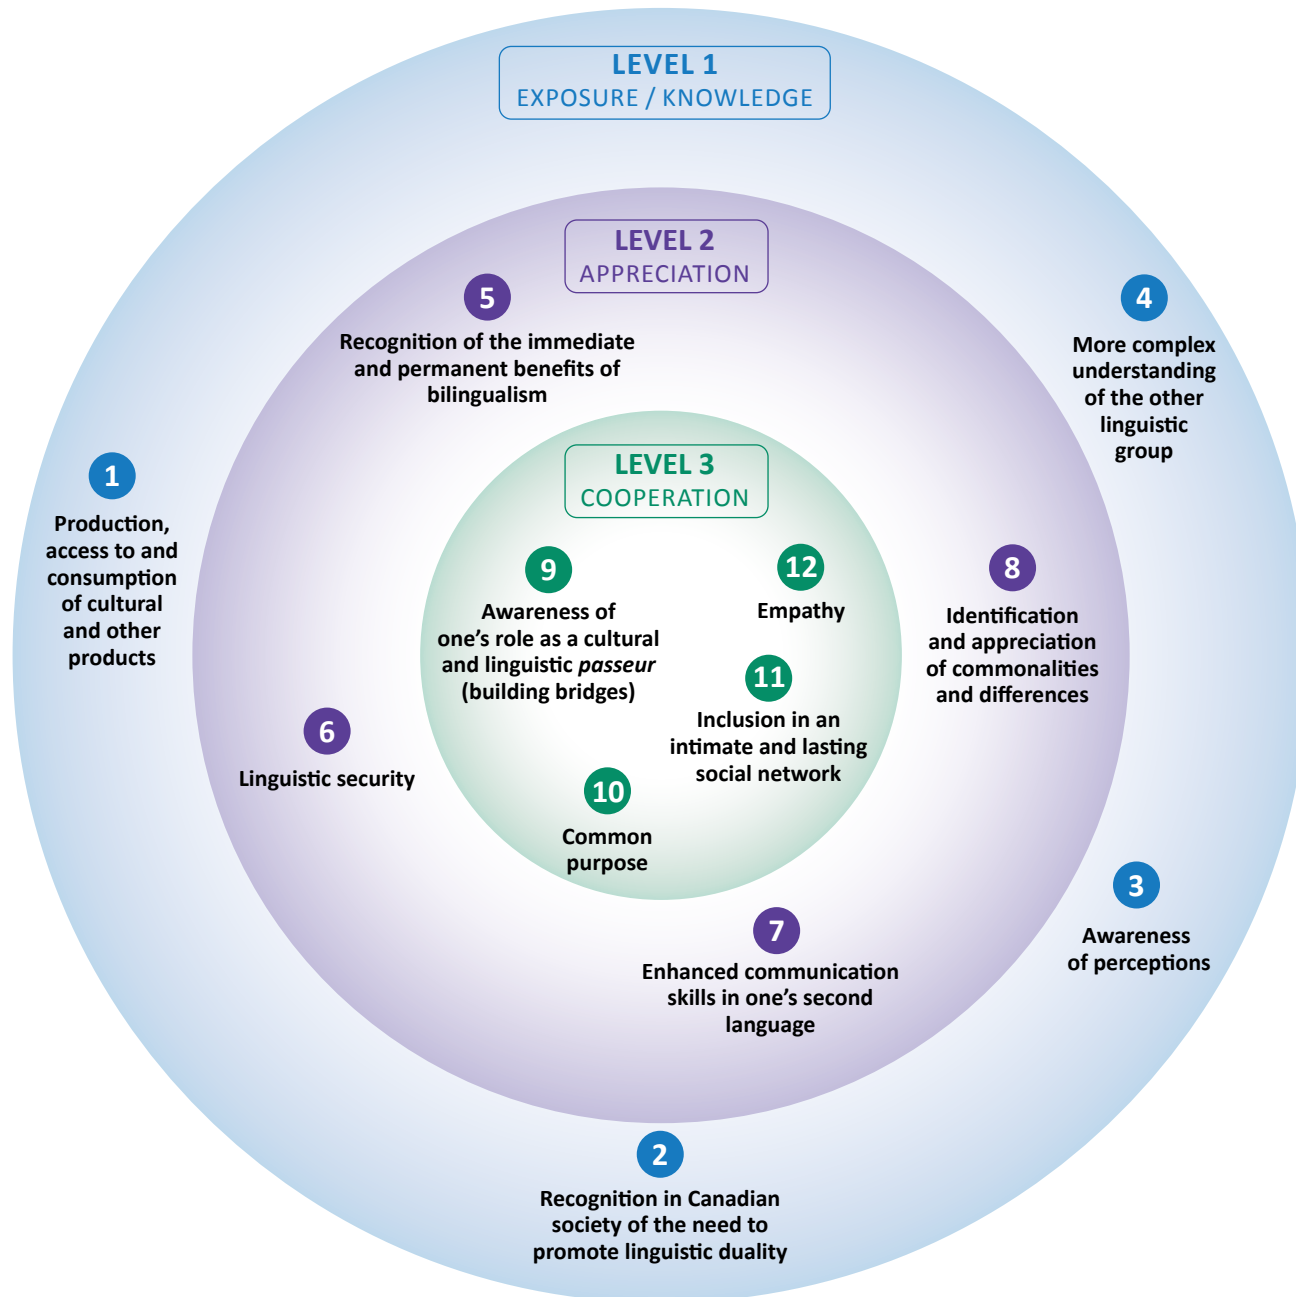 LEVEL 1
EXPOSURE / KNOWLEDGE
LEVEL 2
APPRECIATION
5
Recognition of the immediate
and permanent benefits of
bilingualism
4
More complex
understanding
of the other
linguistic
group
1
Production,
access to and
consumption
of cultural
and other
products
LEVEL 3
COOPERATION
9
Awareness of
one’s role as a cultural
and linguistic passeur
(building bridges)
12
Empathy
8
Identification
and appreciation
of commonalities
and differences
11
Inclusion in an
intimate and lasting
social network
6
Linguistic security
10
Common
purpose
3
Awareness
of perceptions
7
Enhanced communication
skills in one’s second
language
2
Recognition in Canadian
society of the need to
promote linguistic duality